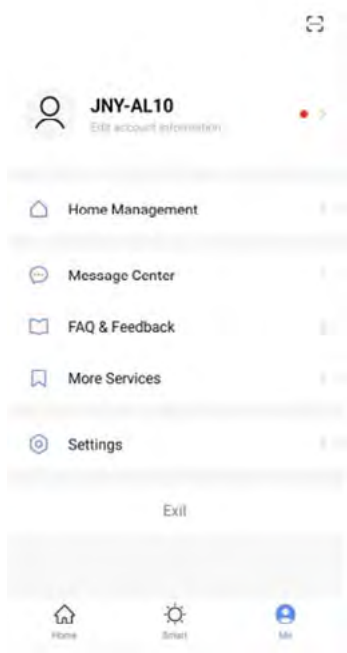 JNY-AL10
Edit account information
Home Management
Message Center
FAQ & Feedback
More Services
Settings
Exit
Home
Smart
Me